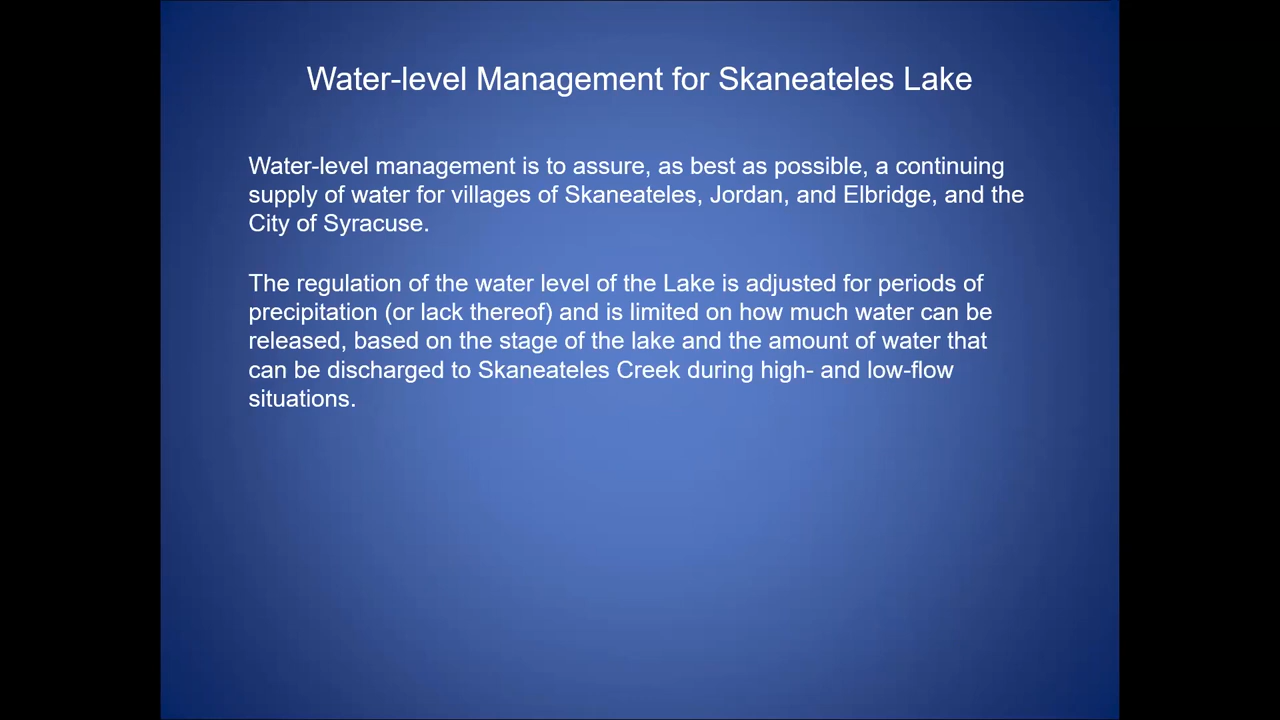 Water-level Management for Skaneateles Lake
Water-level management is to assure, as best as possible, a continuing
supply of water for villages of Skaneateles, Jordan, and Elbridge, and the
City of Syracuse.
The regulation of the water level of the Lake is adjusted for periods of
precipitation (or lack thereof) and is limited on how much water can be
released, based on the stage of the lake and the amount of water that
can be discharged to Skaneateles Creek during high- and low-flow
situations.